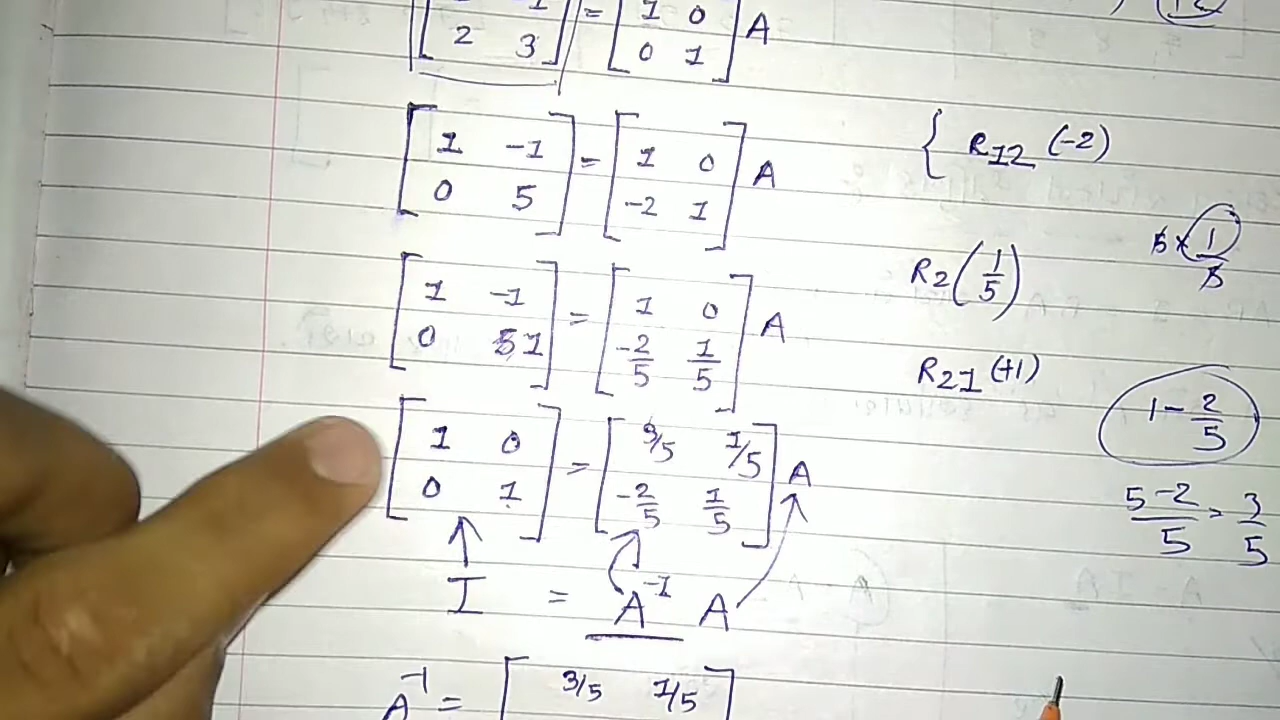 [ 1 ] = [ 1 0 ] A
[ 2 3 ] [ 0 1 ]
[ 1 -1 ] = [ 1 0 ] A { R12 (-2)
[ 0 5 ] [ -2 1 ]
5 × 1/5
R2 (1/5)
[ 1 -1 ] = [ 1 0 ] A
[ 0 5 1 ] [ -2/5 1/5 ]
R21 (+1)
1 - 2/5
[ 1 0 ] = [ 3/5 1/5 ] A
[ 0 1 ] [ -2/5 1/5 ]
5-2/5 > 3/5
I = A⁻¹ A
A⁻¹ = [ 3/5 1/5 ]